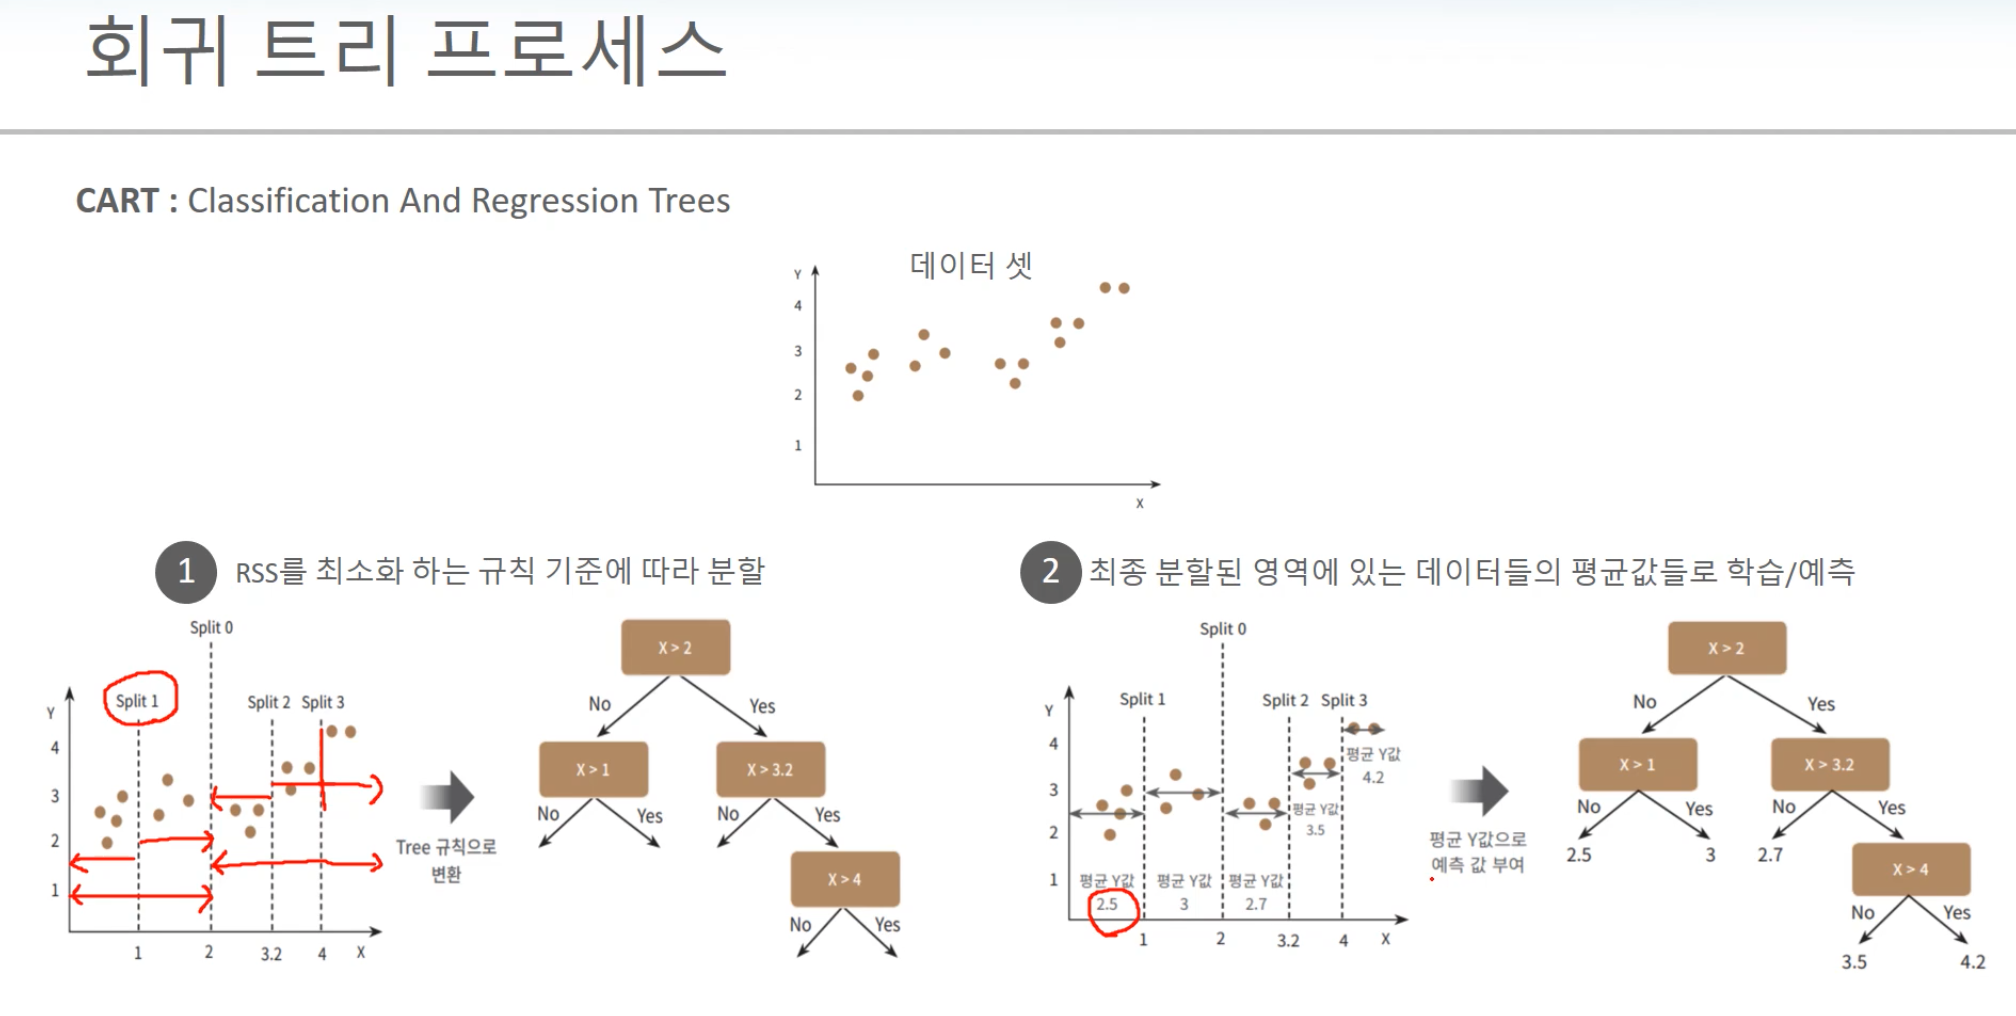 회귀 트리 프로세스
CART : Classification And Regression Trees
데이터 셋
Y
4
3
2
1
X
1 RSS를 최소화 하는 규칙 기준에 따라 분할
Split 0
Split 1
Split 2 Split 3
Y
4
3
2
1
1 2 3.2 4 X
Tree 규칙으로
변환
X > 2
No Yes
X > 1 X > 3.2
No Yes No Yes
X > 4
No Yes
2 최종 분할된 영역에 있는 데이터들의 평균값들로 학습/예측
Split 0
Split 1 Split 2 Split 3
Y
4
3
2
1
평균 Y값
4.2
평균 Y값
3.5
평균 Y값 평균 Y값 평균 Y값
2.5 3 2.7
1 2 3.2 4 X
평균 Y값으로
예측 값 부여
X > 2
No Yes
X > 1 X > 3.2
No Yes No Yes
2.5 3 2.7
X > 4
No Yes
3.5 4.2